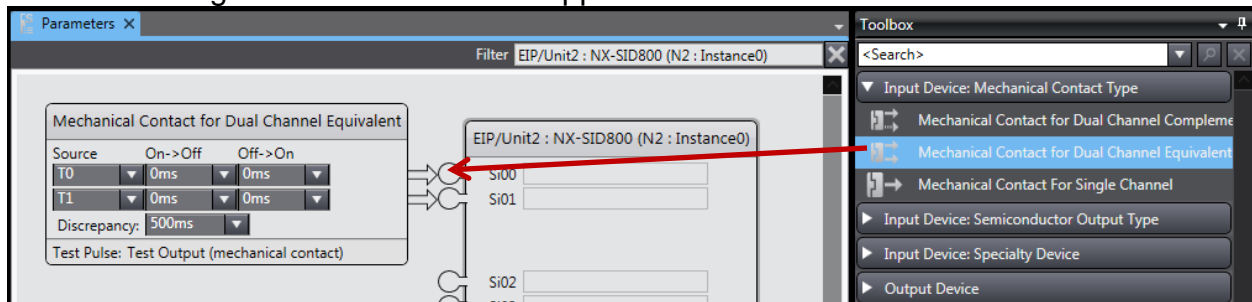 Parameters
Filter EIP/Unit2 : NX-SID800 (N2 : Instance0)
Mechanical Contact for Dual Channel Equivalent
Source On->Off Off->On
T0 0ms 0ms
T1 0ms 0ms
Discrepancy: 500ms
Test Pulse: Test Output (mechanical contact)
EIP/Unit2 : NX-SID800 (N2 : Instance0)
Si00
Si01
Si02
Toolbox
<Search>
Input Device: Mechanical Contact Type
Mechanical Contact for Dual Channel Compleme
Mechanical Contact for Dual Channel Equivalent
Mechanical Contact For Single Channel
Input Device: Semiconductor Output Type
Input Device: Specialty Device
Output Device